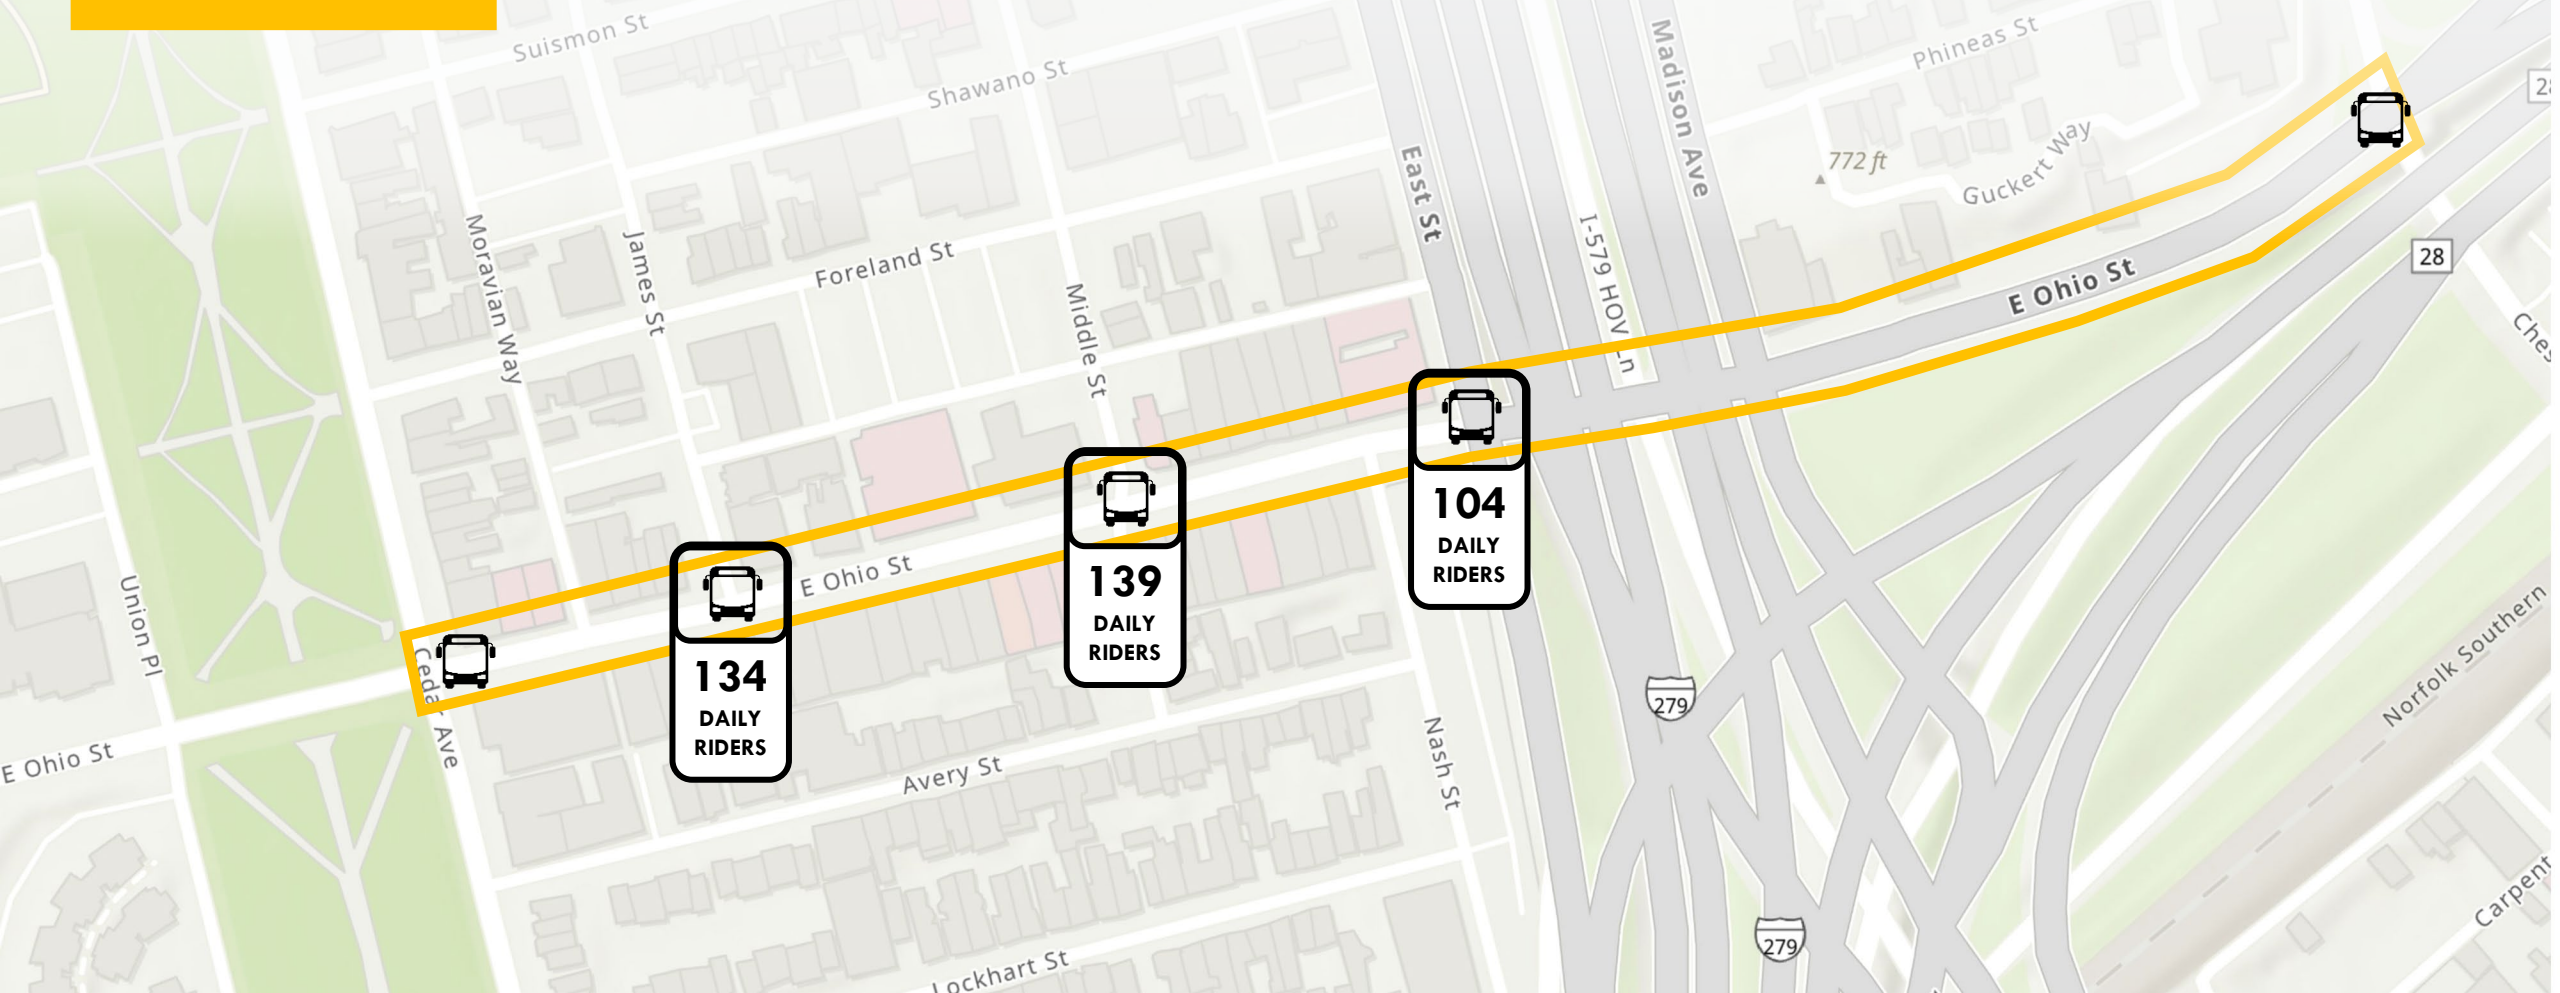 Suismon St
Shawano St
Madison Ave
Phineas St
28
East St
772 ft
Guckert Way
Moravian Way
James St
Foreland St
Middle St
I-579 HOV Ln
E Ohio St
28
104
DAILY
RIDERS
139
DAILY
RIDERS
E Ohio St
134
DAILY
RIDERS
Union Pl
Cedar Ave
E Ohio St
Avery St
Nash St
279
Norfolk Southern
279
Lockhart St